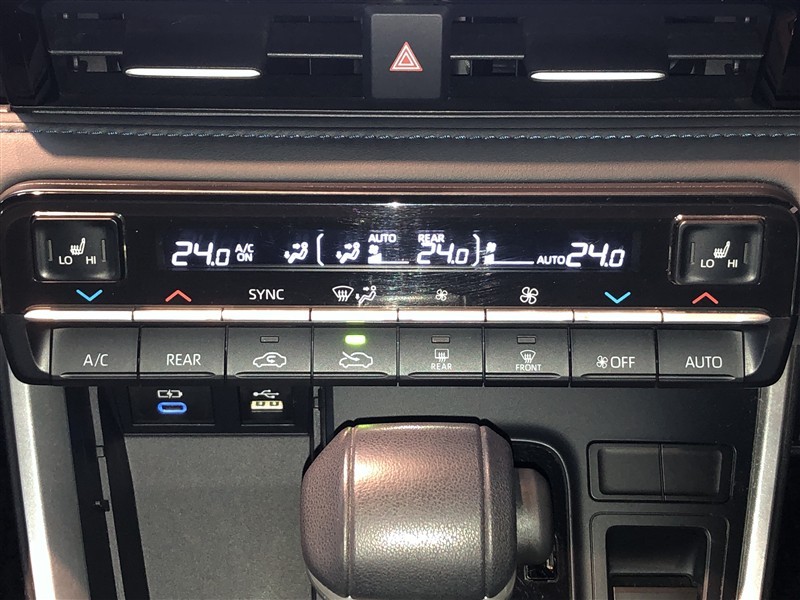 24.0 A/C ON AUTO REAR 24.0 AUTO 24.0
LO HI
LO HI
SYNC
A/C REAR REAR FRONT OFF AUTO